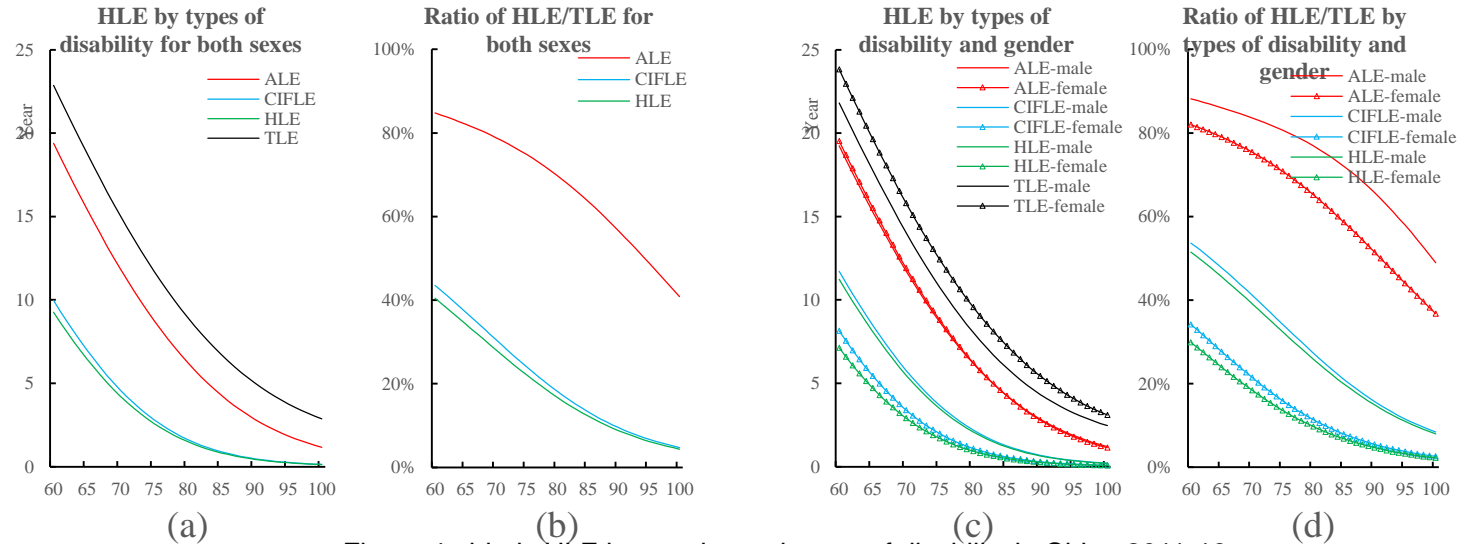 HLE by types of
disability for both sexes
25
20
15
10
5
0
Year
ALE
CIFLE
HLE
TLE
60 65 70 75 80 85 90 95 100
(a)
Ratio of HLE/TLE for
both sexes
100%
80%
60%
40%
20%
0%
ALE
CIFLE
HLE
60 65 70 75 80 85 90 95 100
(b)
HLE by types of
disability and gender
25
20
15
10
5
0
Year
ALE-male
ALE-female
CIFLE-male
CIFLE-female
HLE-male
HLE-female
TLE-male
TLE-female
60 65 70 75 80 85 90 95 100
(c)
Ratio of HLE/TLE by
types of disability and
gender
100%
80%
60%
40%
20%
0%
ALE-male
ALE-female
CIFLE-male
CIFLE-female
HLE-male
HLE-female
60 65 70 75 80 85 90 95 100
(d)